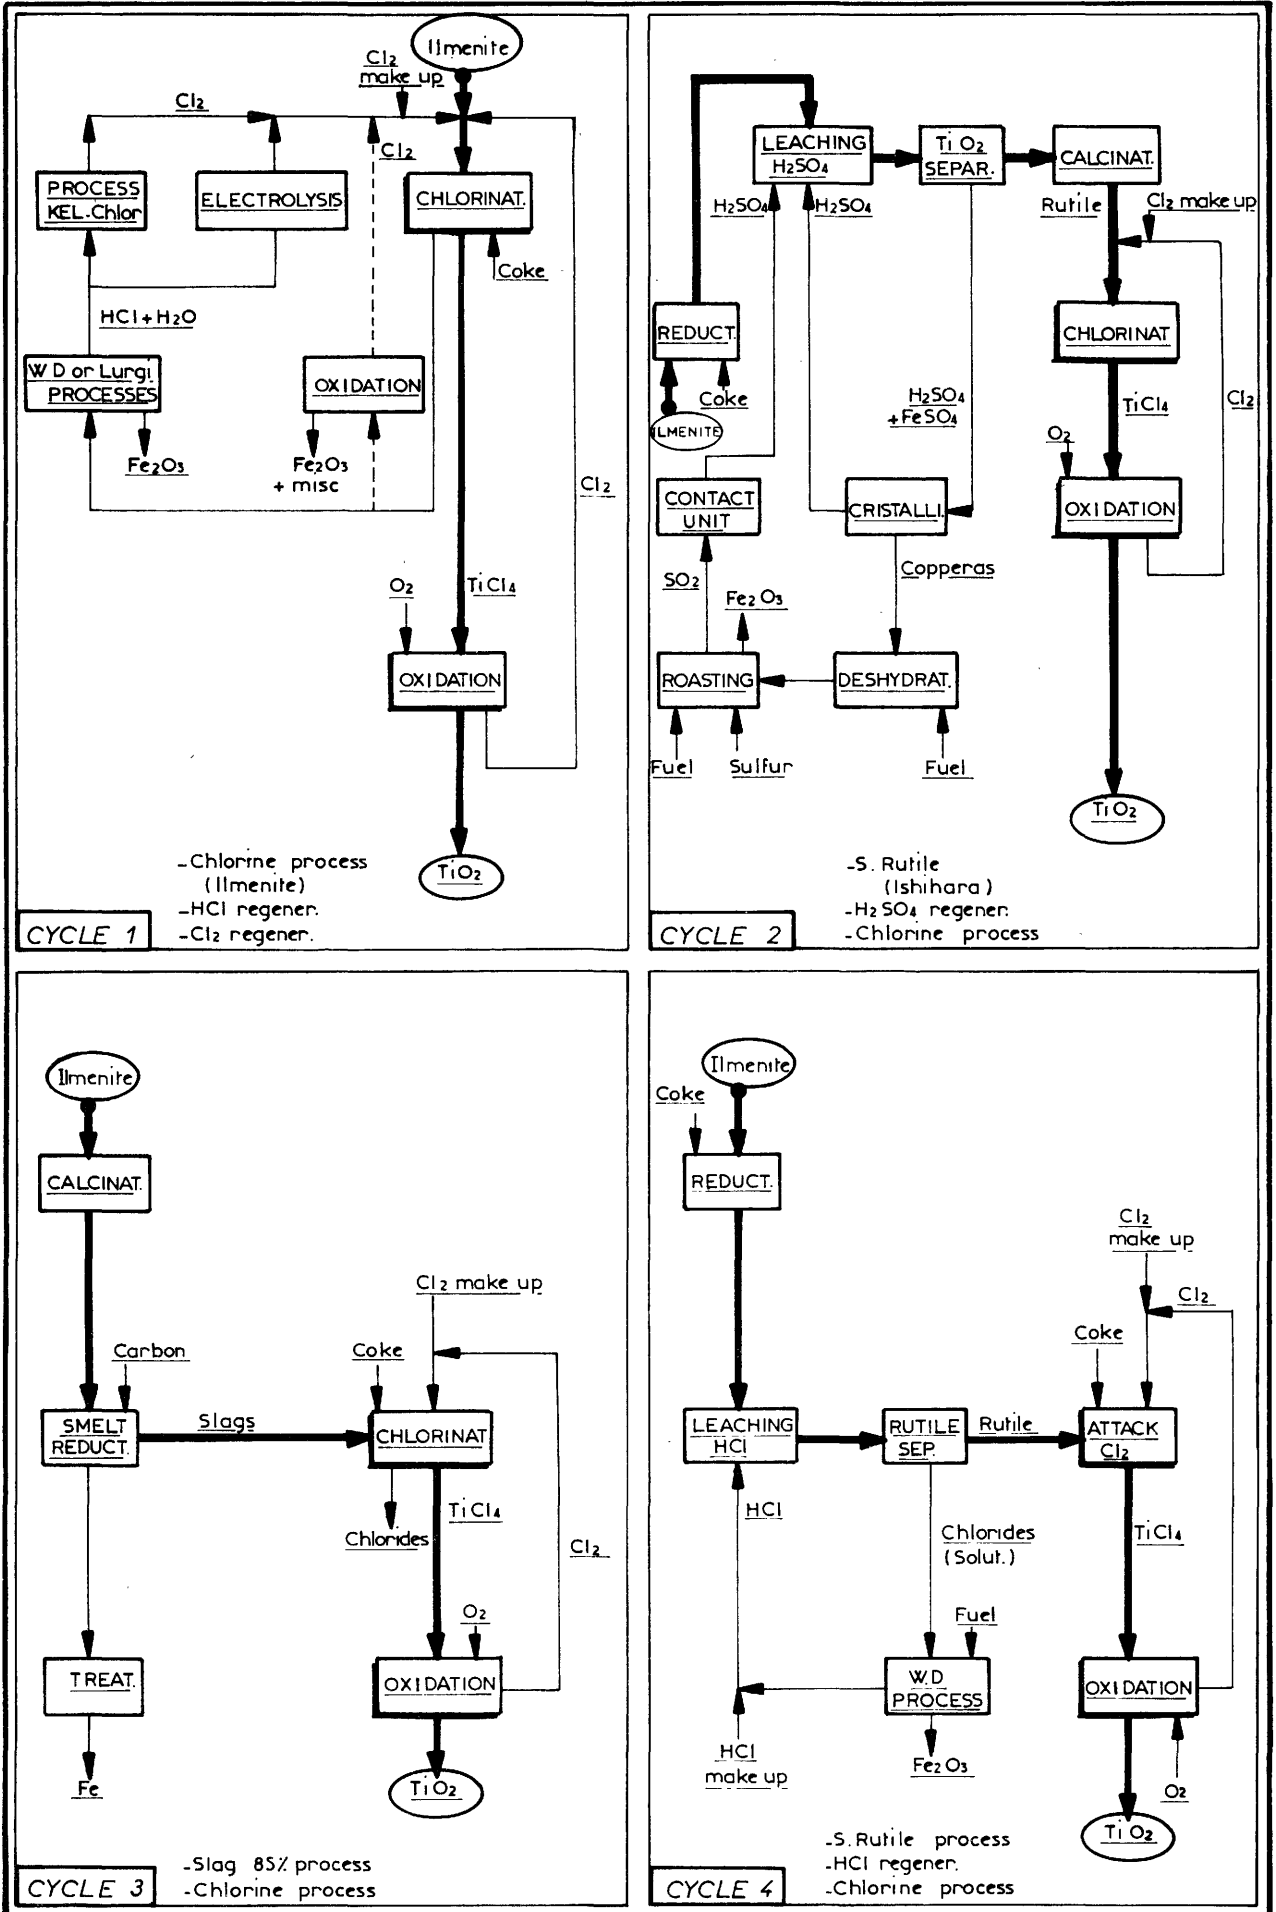 Ilmenite
Cl2
make up
Cl2
Cl2
PROCESS
KEL-Chlor
ELECTROLYSIS
CHLORINAT.
Coke
HCl+H2O
W D or Lurgi
PROCESSES
OXIDATION
Fe2O3
Fe2O3
+ misc
Cl2
O2
TiCl4
OXIDATION
TiO2
-Chlorine process
(Ilmenite)
-HCl regener.
-Cl2 regener.
CYCLE 1
LEACHING
H2SO4
TiO2
SEPAR.
CALCINAT.
H2SO4
H2SO4
Rutile
Cl2 make up
REDUCT.
CHLORINAT
Coke
ILMENITE
H2SO4
+FeSO4
TiCl4
Cl2
O2
CONTACT
UNIT
CRISTALLI.
OXIDATION
Copperas
SO2
Fe2O3
ROASTING
DESHYDRAT.
Fuel
Sulfur
Fuel
TiO2
-S. Rutile
(Ishihara)
-H2SO4 regener.
-Chlorine process
CYCLE 2
Ilmenite
CALCINAT.
Cl2 make up
Carbon
Coke
SMELT
REDUCT.
Slags
CHLORINAT
TiCl4
Chlorides
Cl2
O2
TREAT.
OXIDATION
Fe
TiO2
-Slag 85% process
-Chlorine process
CYCLE 3
Ilmenite
Coke
REDUCT.
Cl2
make up
Cl2
Coke
LEACHING
HCl
RUTILE
SEP.
Rutile
ATTACK
Cl2
HCl
Chlorides
(Solut.)
TiCl4
Fuel
W.D
PROCESS
OXIDATION
HCl
make up
Fe2O3
O2
TiO2
-S.Rutile process
-HCl regener.
-Chlorine process
CYCLE 4